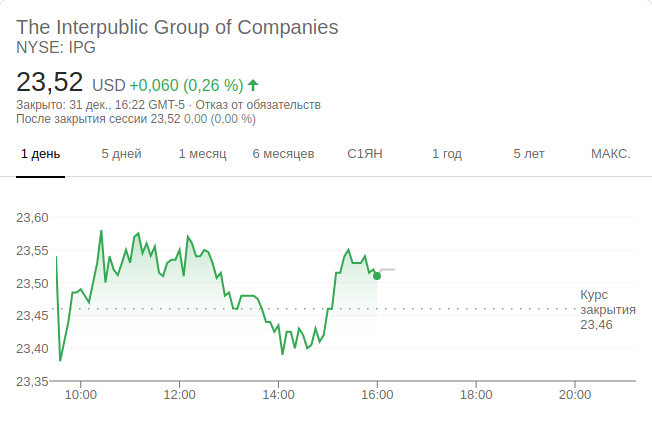 The Interpublic Group of Companies
NYSE: IPG
23,52 USD +0,060 (0,26 %)
Закрыто: 31 дек., 16:22 GMT-5 · Отказ от обязательств
После закрытия сессии 23,52 0,00 (0,00 %)
1 день 5 дней 1 месяц 6 месяцев С1ЯН 1 год 5 лет МАКС.
23,60
23,55
23,50
23,45
23,40
23,35
Курс
закрытия
23,46
10:00 12:00 14:00 16:00 18:00 20:00